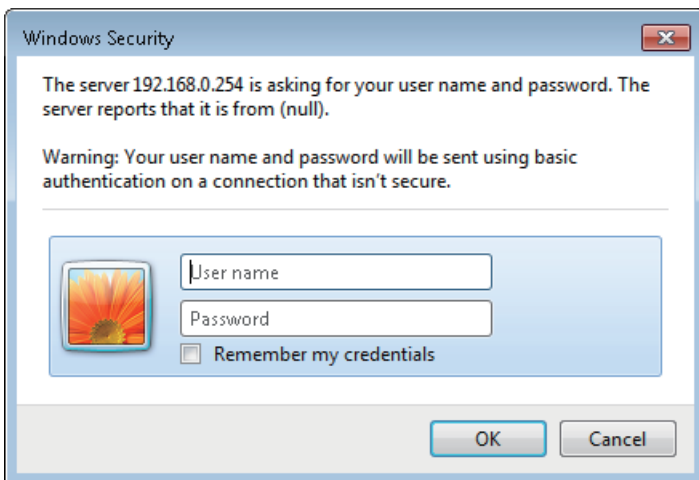 Windows Security
The server 192.168.0.254 is asking for your user name and password. The
server reports that it is from (null).
Warning: Your user name and password will be sent using basic
authentication on a connection that isn't secure.
User name
Password
Remember my credentials
OK Cancel